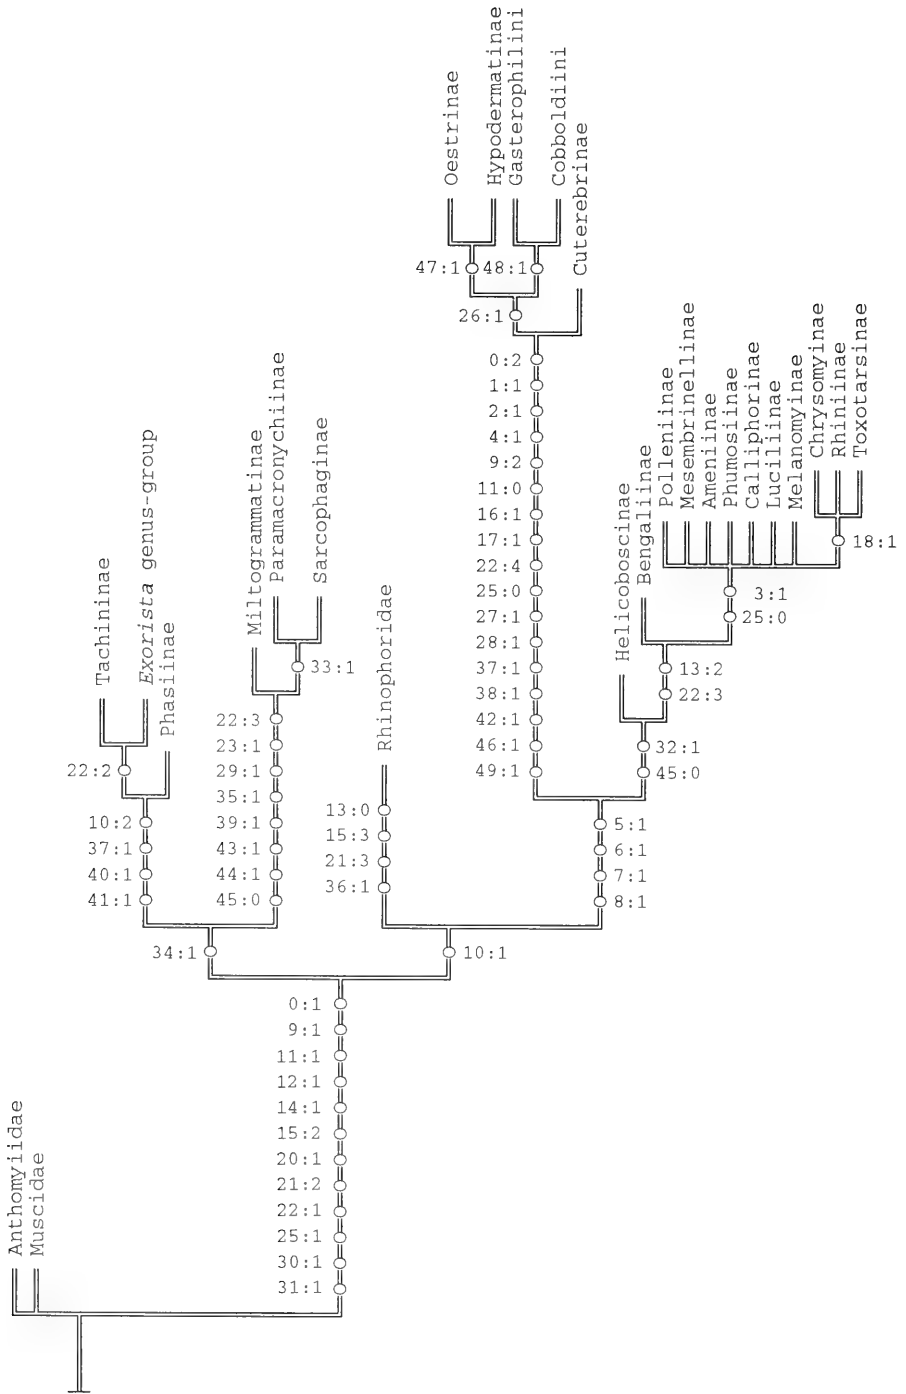 Oestrinae
Hypodermatinae
Gasterophilini
Cobboldiini
Cuterebrinae
47:1
48:1
26:1
0:2
1:1
2:1
4:1
9:2
11:0
16:1
17:1
22:4
25:0
27:1
28:1
37:1
38:1
42:1
46:1
49:1
Helicoboscinae
Bengaliinae
Polleniinae
Mesembrinellinae
Ameniinae
Phumosiinae
Calliphorinae
Luciliinae
Melanomyinae
Chrysomyinae
Rhiniinae
Toxotarsinae
18:1
3:1
25:0
13:2
22:3
32:1
45:0
5:1
6:1
7:1
8:1
Tachininae
Exorista genus-group
Phasiinae
22:2
10:2
37:1
40:1
41:1
Miltogrammatinae
Paramacronychiinae
Sarcophaginae
33:1
22:3
23:1
29:1
35:1
39:1
43:1
44:1
45:0
Rhinophoridae
13:0
15:3
21:3
36:1
34:1
10:1
0:1
9:1
11:1
12:1
14:1
15:2
20:1
21:2
22:1
25:1
30:1
31:1
Anthomyiidae
Muscidae